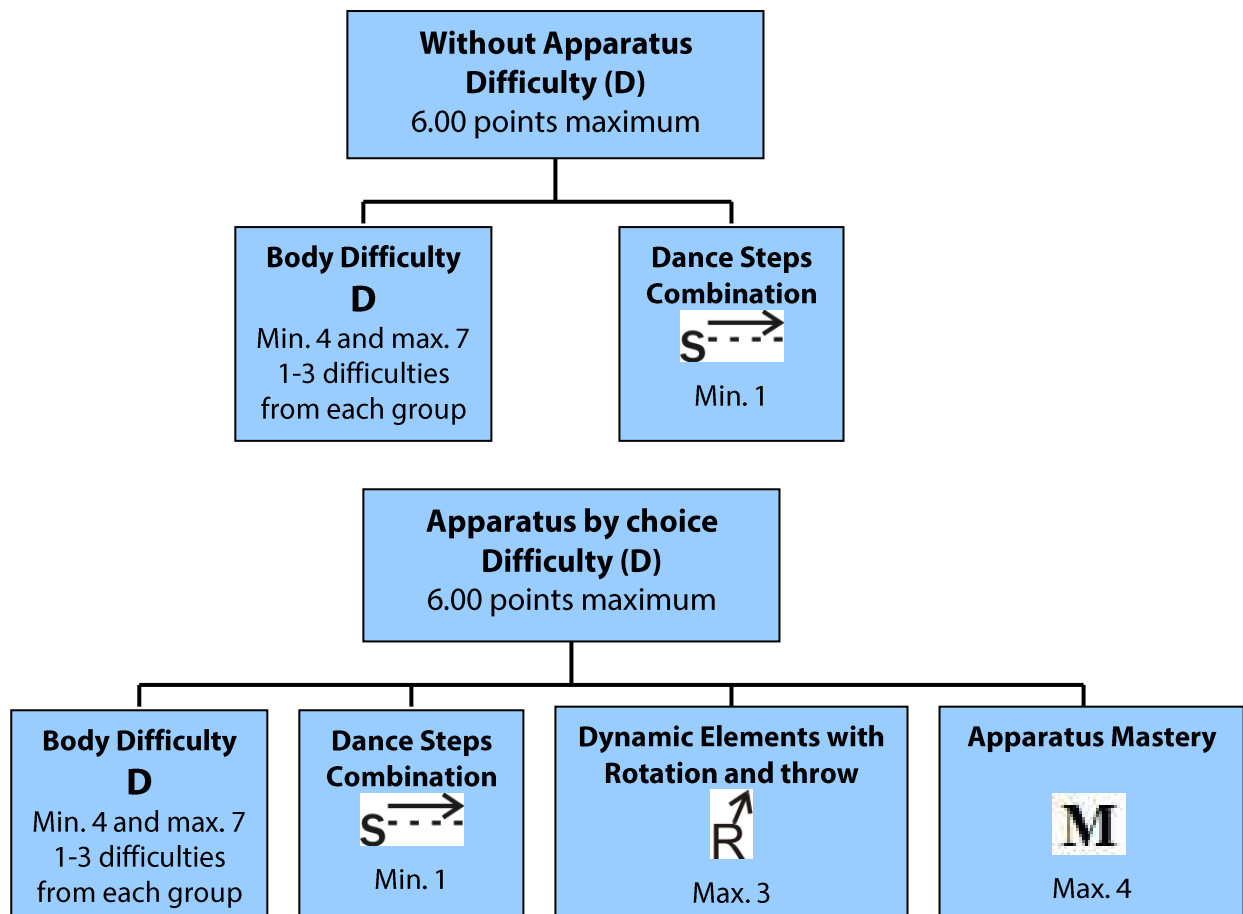 Without Apparatus
Difficulty (D)
6.00 points maximum
Body Difficulty
D
Min. 4 and max. 7
1-3 difficulties
from each group
Dance Steps
Combination
S
Min. 1
Apparatus by choice
Difficulty (D)
6.00 points maximum
Body Difficulty
D
Min. 4 and max. 7
1-3 difficulties
from each group
Dance Steps
Combination
S
Min. 1
Dynamic Elements with
Rotation and throw
R
Max. 3
Apparatus Mastery
M
Max. 4